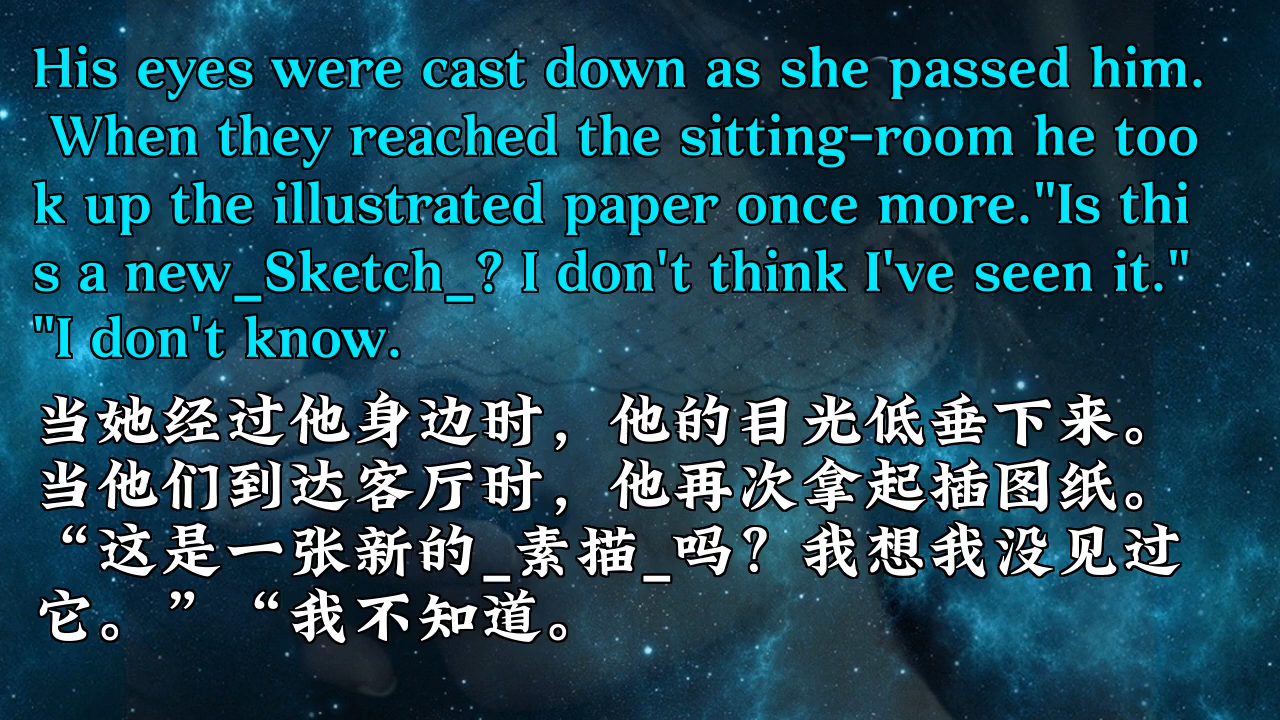 His eyes were cast down as she passed him.
When they reached the sitting-room he too
k up the illustrated paper once more."Is thi
s a new_Sketch_? I don't think I've seen it."
"I don't know.
当她经过他身边时，他的目光低垂下来。
当他们到达客厅时，他再次拿起插图纸。
“这是一张新的_素描_吗？我想我没见过
它。”“我不知道。